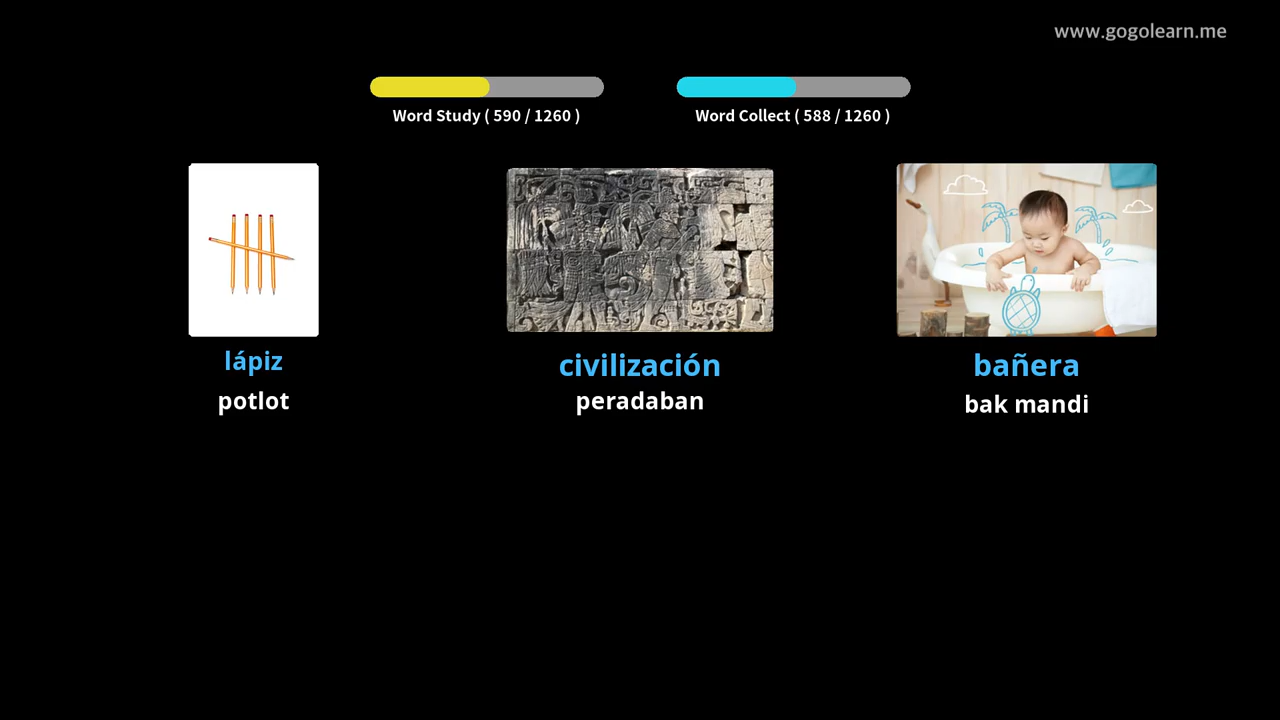 www.gogolearn.me
Word Study ( 590 / 1260 )
Word Collect ( 588 / 1260 )
lápiz
potlot
civilización
peradaban
bañera
bak mandi